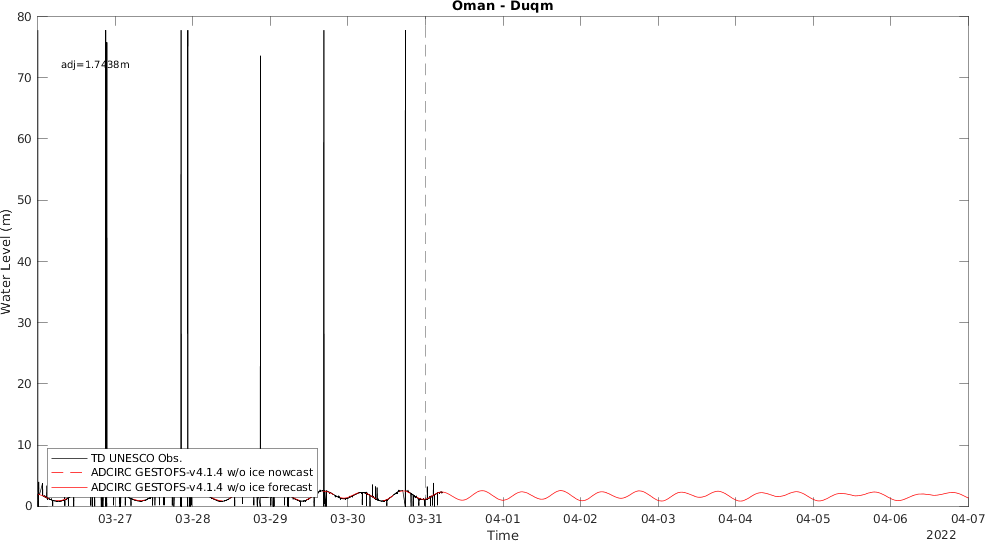 Oman - Duqm
80
70
60
50
40
30
20
10
0
Water Level (m)
adj=1.7438m
TD UNESCO Obs.
ADCIRC GESTOFS-v4.1.4 w/o ice nowcast
ADCIRC GESTOFS-v4.1.4 w/o ice forecast
03-27 03-28 03-29 03-30 03-31 04-01 04-02 04-03 04-04 04-05 04-06 04-07
Time
2022